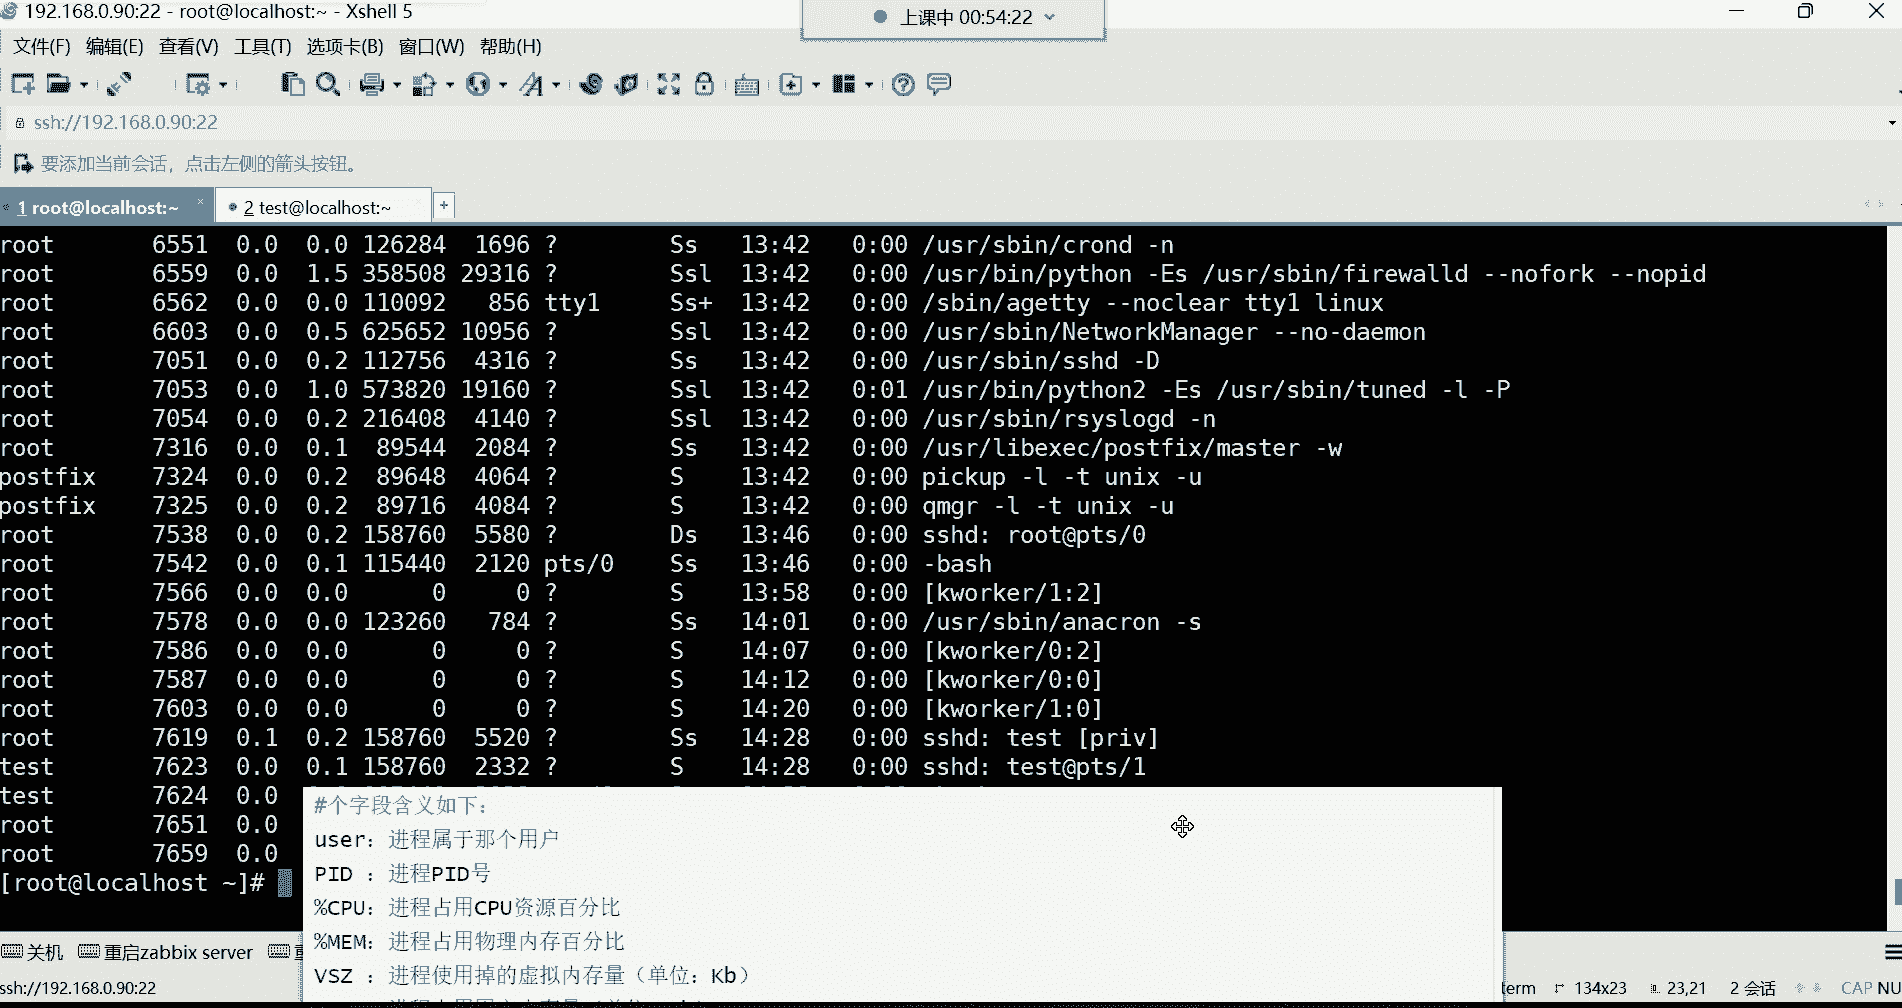 192.168.0.90:22 - root@localhost:~ - Xshell 5
上课中 00:54:22
文件(F) 编辑(E) 查看(V) 工具(T) 选项卡(B) 窗口(W) 帮助(H)
ssh://192.168.0.90:22
要添加当前会话，点击左侧的箭头按钮。
1 root@localhost:~ × 2 test@localhost:~ +
root 6551 0.0 0.0 126284 1696 ? Ss 13:42 0:00 /usr/sbin/crond -n
root 6559 0.0 1.5 358508 29316 ? Ssl 13:42 0:00 /usr/bin/python -Es /usr/sbin/firewalld --nofork --nopid
root 6562 0.0 0.0 110092 856 tty1 Ss+ 13:42 0:00 /sbin/agetty --noclear tty1 linux
root 6603 0.0 0.5 625652 10956 ? Ssl 13:42 0:00 /usr/sbin/NetworkManager --no-daemon
root 7051 0.0 0.2 112756 4316 ? Ss 13:42 0:00 /usr/sbin/sshd -D
root 7053 0.0 1.0 573820 19160 ? Ssl 13:42 0:01 /usr/bin/python2 -Es /usr/sbin/tuned -l -P
root 7054 0.0 0.2 216408 4140 ? Ssl 13:42 0:00 /usr/sbin/rsyslogd -n
root 7316 0.0 0.1 89544 2084 ? Ss 13:42 0:00 /usr/libexec/postfix/master -w
postfix 7324 0.0 0.2 89648 4064 ? S 13:42 0:00 pickup -l -t unix -u
postfix 7325 0.0 0.2 89716 4084 ? S 13:42 0:00 qmgr -l -t unix -u
root 7538 0.0 0.2 158760 5580 ? Ds 13:46 0:00 sshd: root@pts/0
root 7542 0.0 0.1 115440 2120 pts/0 Ss 13:46 0:00 -bash
root 7566 0.0 0.0 0 0 ? S 13:58 0:00 [kworker/1:2]
root 7578 0.0 0.0 123260 784 ? Ss 14:01 0:00 /usr/sbin/anacron -s
root 7586 0.0 0.0 0 0 ? S 14:07 0:00 [kworker/0:2]
root 7587 0.0 0.0 0 0 ? S 14:12 0:00 [kworker/0:0]
root 7603 0.0 0.0 0 0 ? S 14:20 0:00 [kworker/1:0]
root 7619 0.1 0.2 158760 5520 ? Ss 14:28 0:00 sshd: test [priv]
test 7623 0.0 0.1 158760 2332 ? S 14:28 0:00 sshd: test@pts/1
test 7624 0.0
root 7651 0.0
root 7659 0.0
[root@localhost ~]#
#个字段含义如下：
user：进程属于那个用户
PID ：进程PID号
%CPU：进程占用CPU资源百分比
%MEM：进程占用物理内存百分比
VSZ ：进程使用掉的虚拟内存量（单位：Kb）
关机 重启zabbix server 重
ssh://192.168.0.90:22 term 134x23 23,21 2 会话 CAP NU